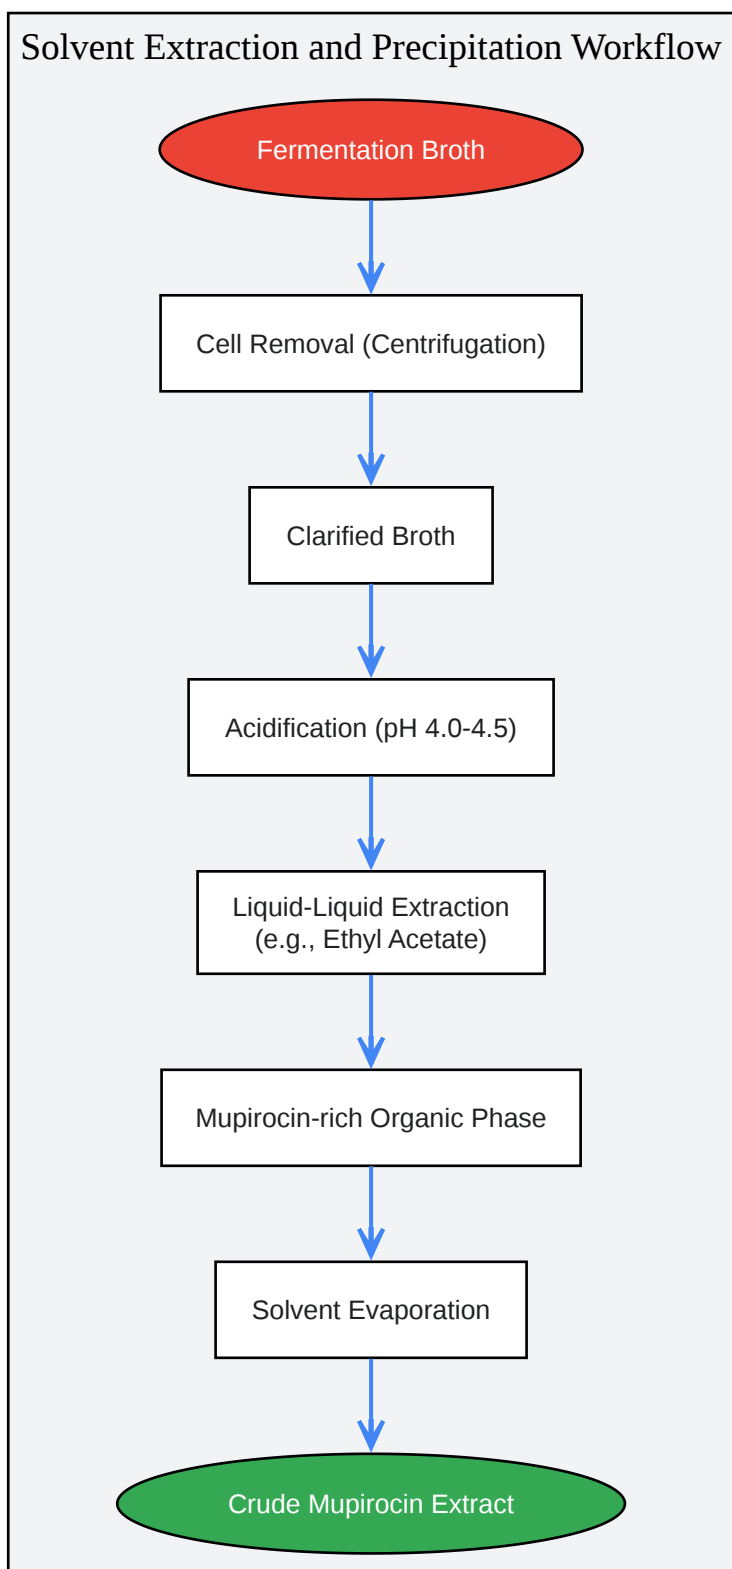 Solvent Extraction and Precipitation Workflow
Fermentation Broth
Cell Removal (Centrifugation)
Clarified Broth
Acidification (pH 4.0-4.5)
Liquid-Liquid Extraction
(e.g., Ethyl Acetate)
Mupirocin-rich Organic Phase
Solvent Evaporation
Crude Mupirocin Extract